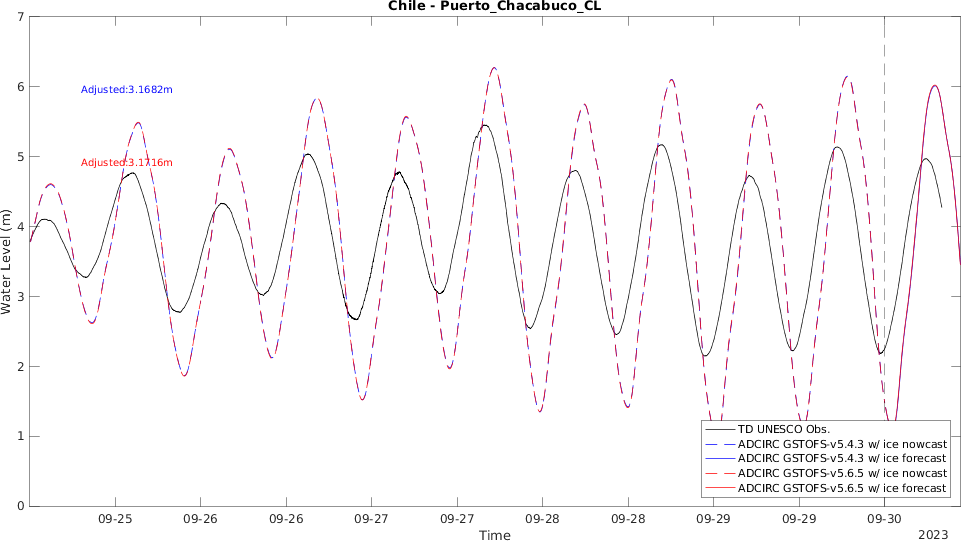 Chile - Puerto_Chacabuco_CL
7
6
5
4
3
2
1
0
Water Level (m)
Adjusted:3.1682m
Adjusted:3.1716m
TD UNESCO Obs.
ADCIRC GSTOFS-v5.4.3 w/ ice nowcast
ADCIRC GSTOFS-v5.4.3 w/ ice forecast
ADCIRC GSTOFS-v5.6.5 w/ ice nowcast
ADCIRC GSTOFS-v5.6.5 w/ ice forecast
09-25 09-26 09-26 09-27 09-27 09-28 09-28 09-29 09-29 09-30
Time
2023